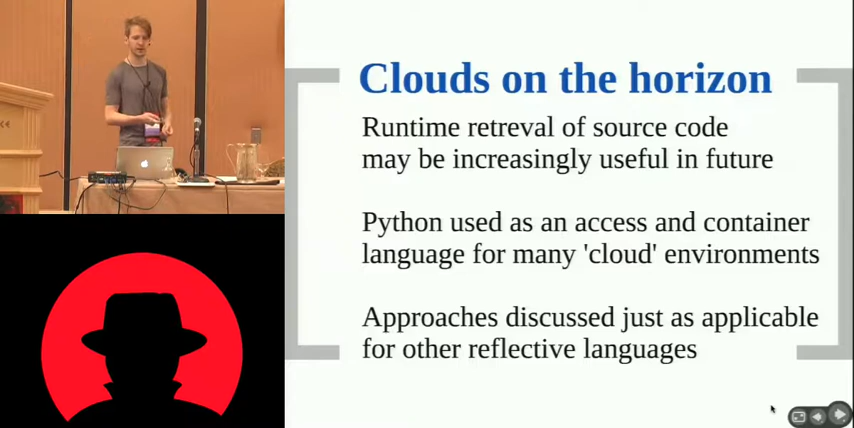 Clouds on the horizon
Runtime retreval of source code
may be increasingly useful in future
Python used as an access and container
language for many 'cloud' environments
Approaches discussed just as applicable
for other reflective languages